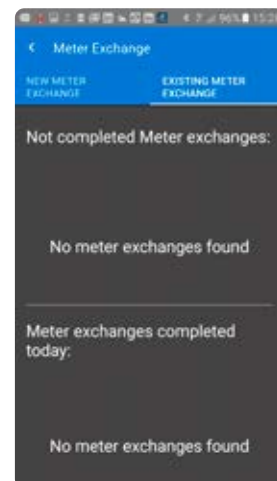 96%
Meter Exchange
NEW METER
EXCHANGE
EXISTING METER
EXCHANGE
Not completed Meter exchanges:
No meter exchanges found
Meter exchanges completed
today:
No meter exchanges found